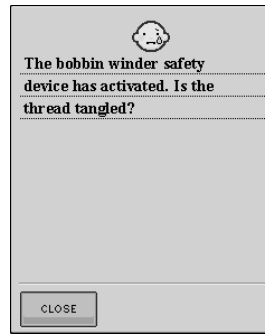 The bobbin winder safety
device has activated. Is the
thread tangled?
CLOSE